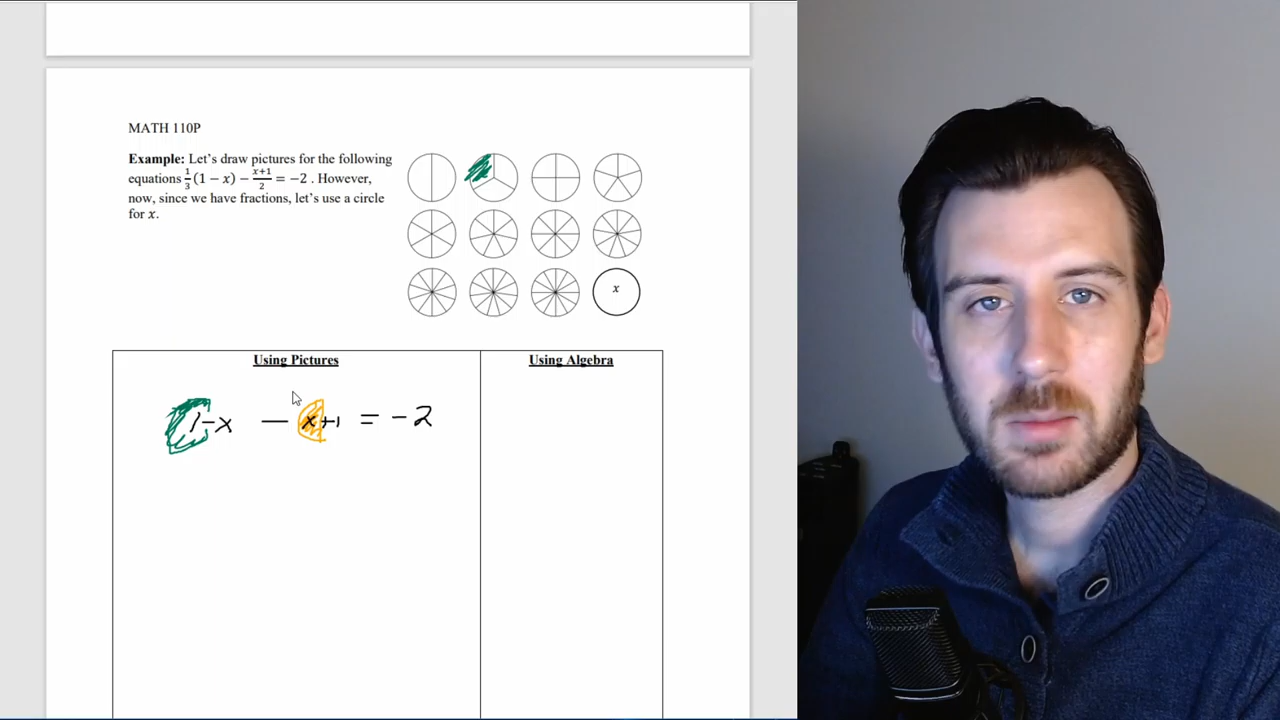 MATH 110P
Example: Let's draw pictures for the following
equations 1/3 (1 − x) − (x+1)/2 = −2 . However,
now, since we have fractions, let's use a circle
for x.
x
Using Pictures
Using Algebra
1-x − x+1 = -2